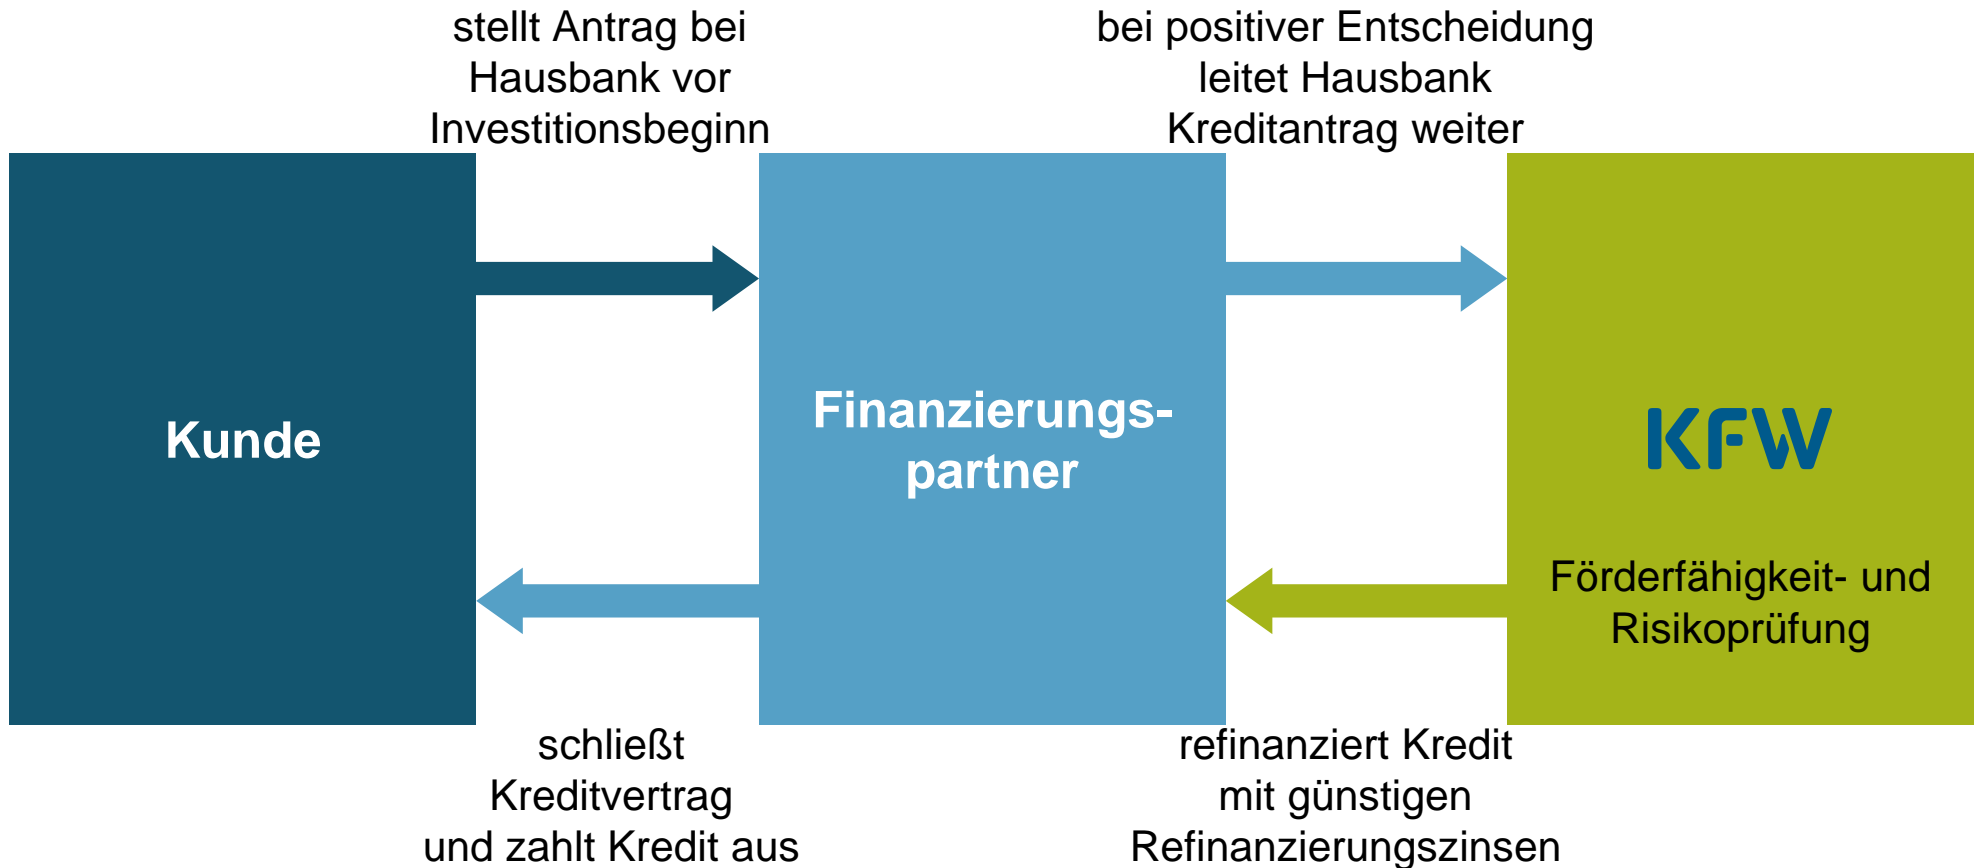 stellt Antrag bei
Hausbank vor
Investitionsbeginn
bei positiver Entscheidung
leitet Hausbank
Kreditantrag weiter
Kunde
Finanzierungs-
partner
KFW
Förderfähigkeit- und
Risikoprüfung
schließt
Kreditvertrag
und zahlt Kredit aus
refinanziert Kredit
mit günstigen
Refinanzierungszinsen